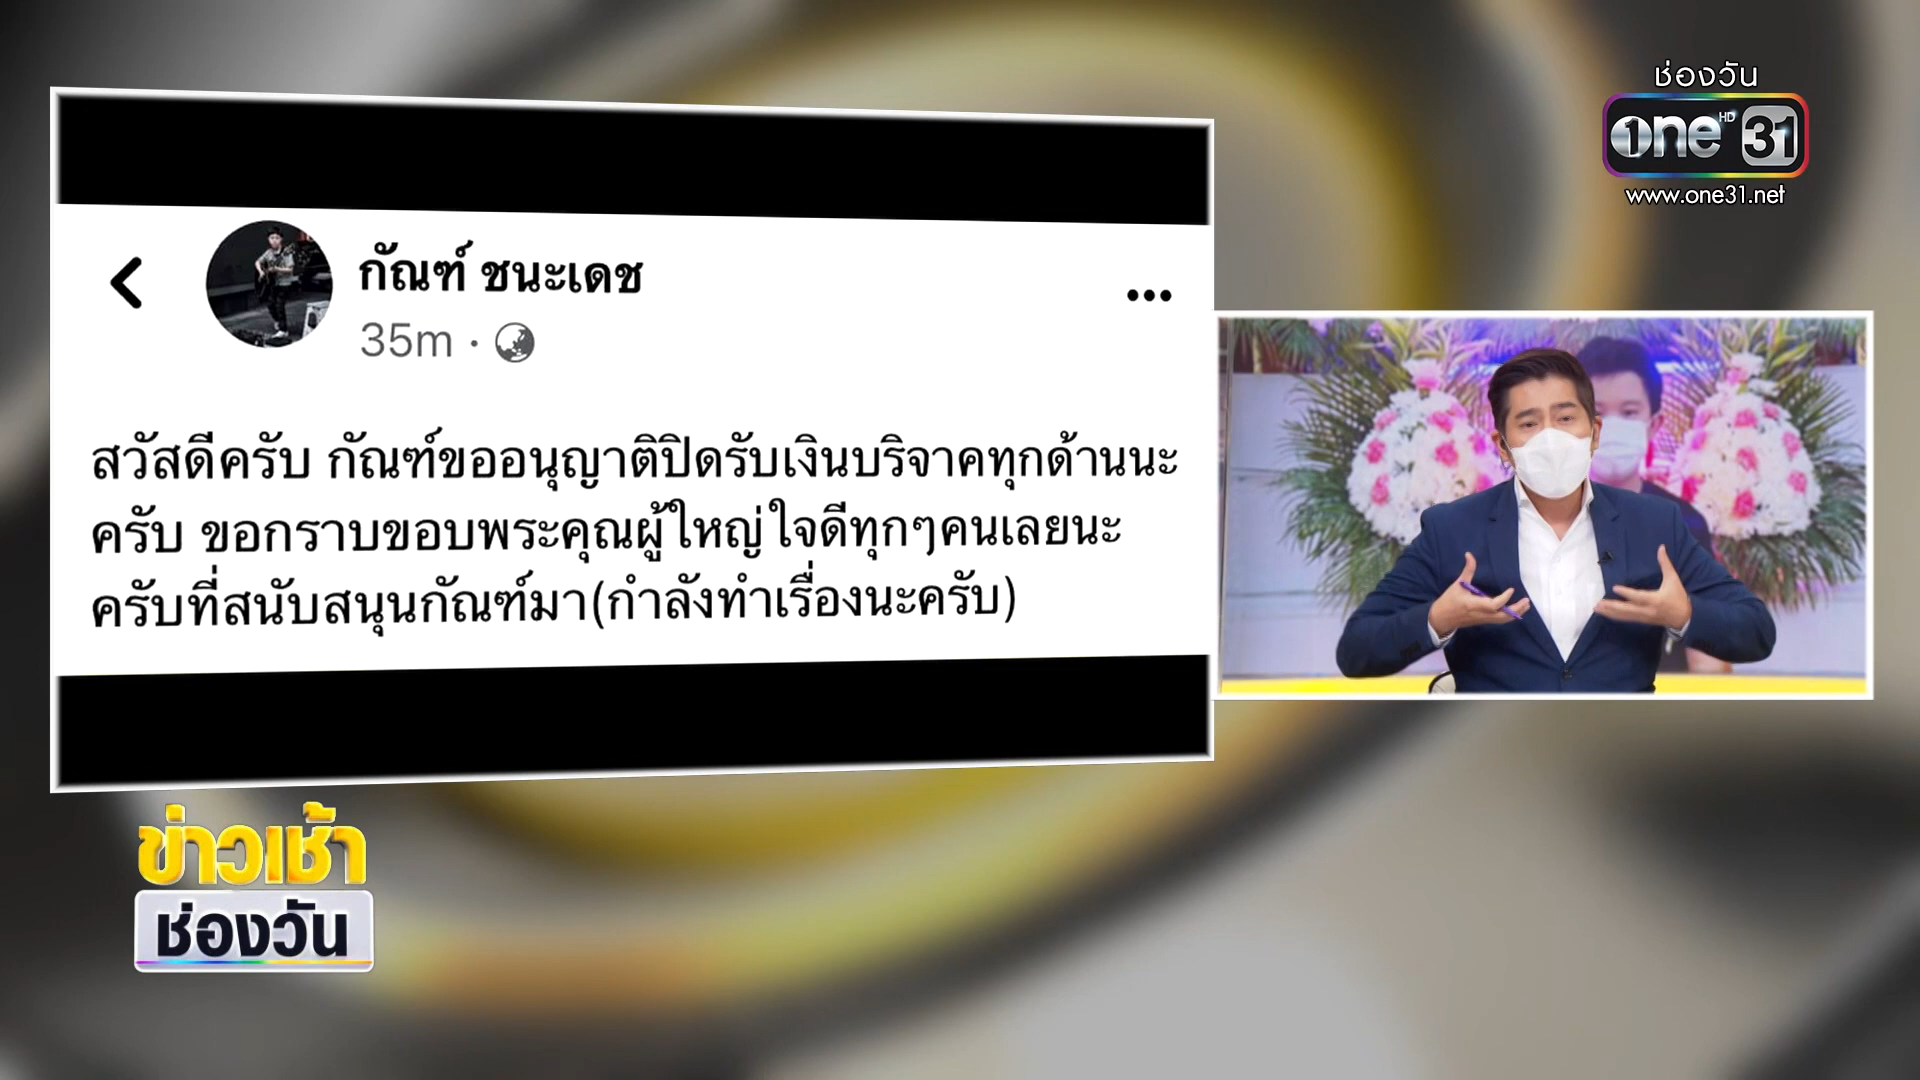 ช่องวัน
one HD 31
www.one31.net
กัณฑ์ ชนะเดช
35m
สวัสดีครับ กัณฑ์ขออนุญาติปิดรับเงินบริจาคทุกด้านนะ
ครับ ขอกราบขอบพระคุณผู้ใหญ่ใจดีทุกๆคนเลยนะ
ครับที่สนับสนุนกัณฑ์มา(กำลังทำเรื่องนะครับ)
ข่าวเช้า
ช่องวัน